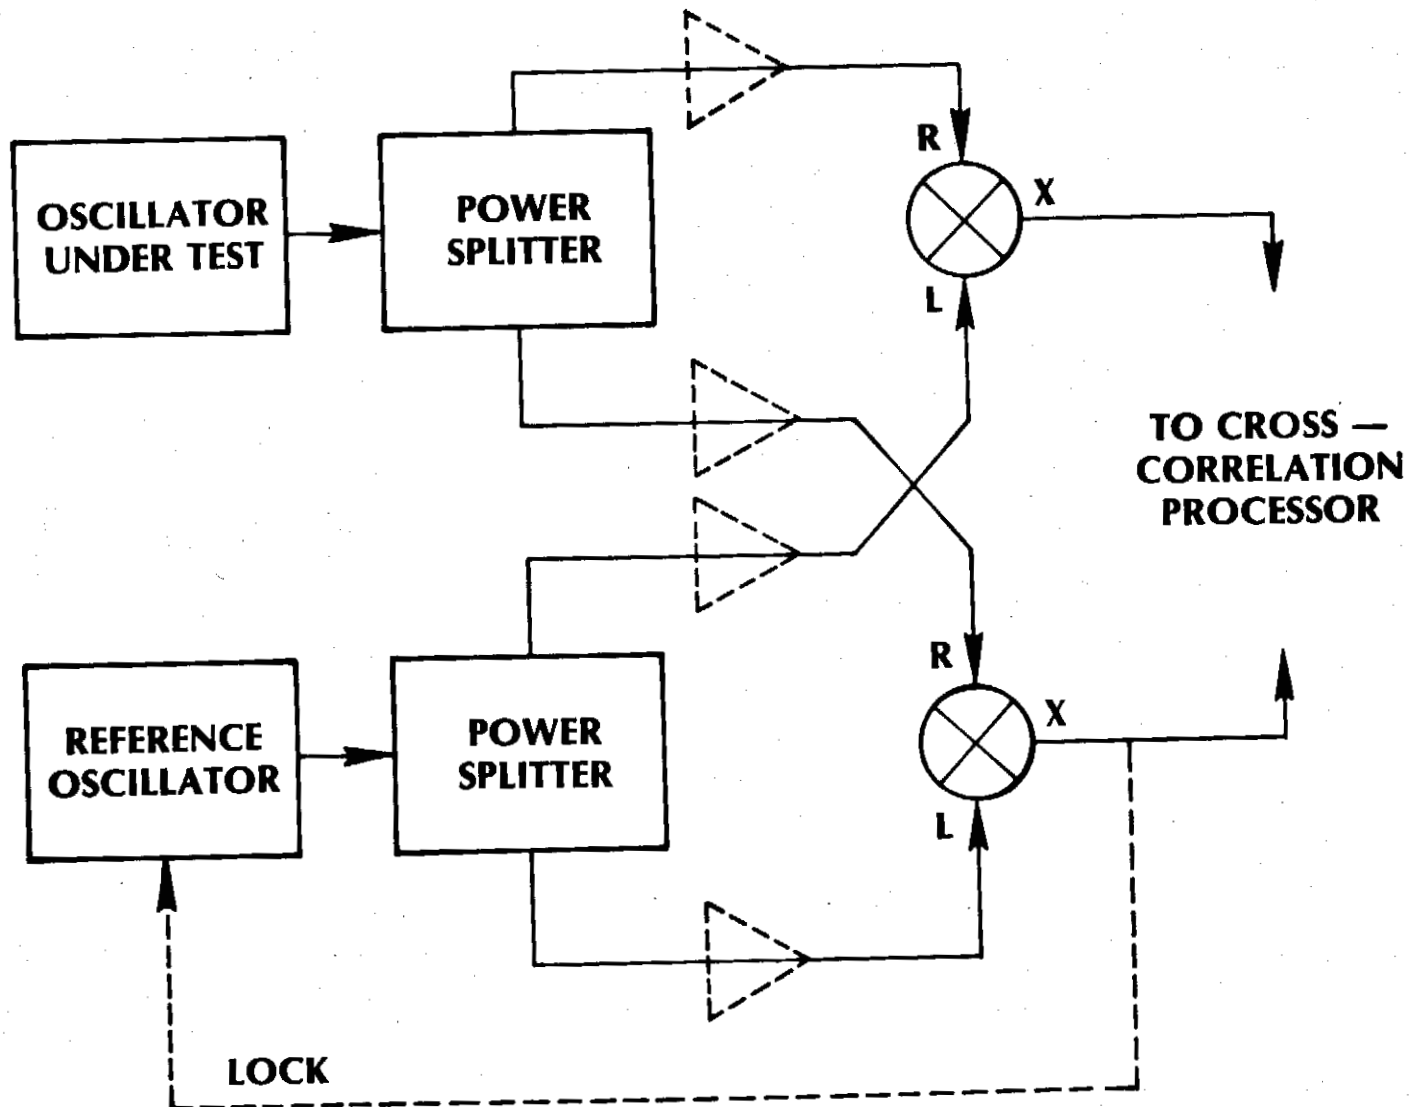 R
X
OSCILLATOR
UNDER TEST
POWER
SPLITTER
L
TO CROSS —
CORRELATION
PROCESSOR
R
X
REFERENCE
OSCILLATOR
POWER
SPLITTER
L
LOCK